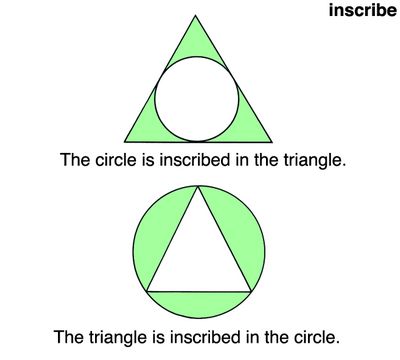 inscribe
The circle is inscribed in the triangle.
The triangle is inscribed in the circle.